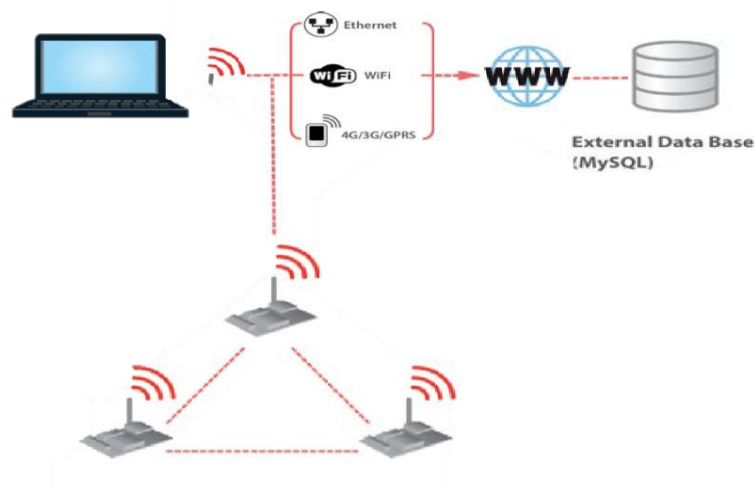 Ethernet
WiFi WiFi
4G/3G/GPRS
WWW
External Data Base
(MySQL)